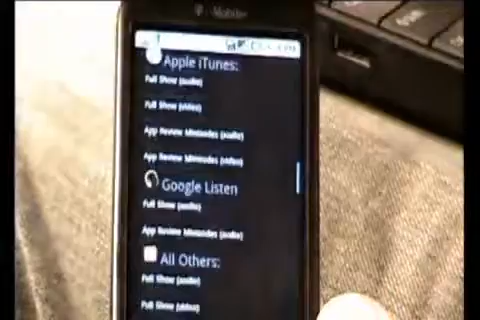 T-Mobile
Apple iTunes:
Full Show (audio)
Full Show (video)
App Review Minisodes (audio)
App Review Minisodes (video)
Google Listen
Full Show (audio)
App Review Minisodes (audio)
All Others:
Full Show (audio)
Full Show (video)